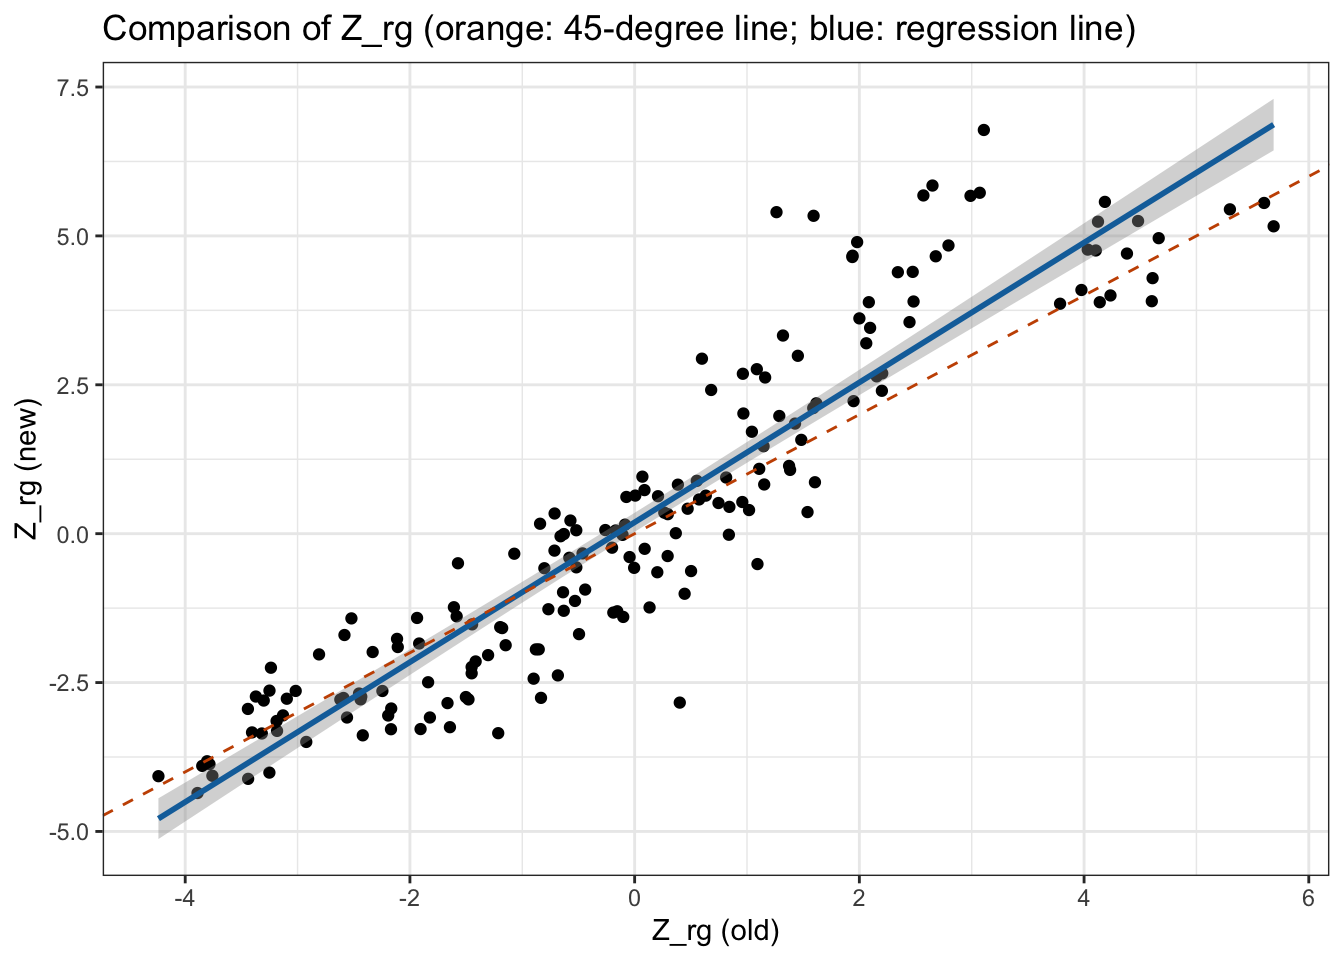 Comparison of Z_rg (orange: 45-degree line; blue: regression line)
7.5
5.0
2.5
0.0
-2.5
-5.0
Z_rg (new)
-4 -2 0 2 4 6
Z_rg (old)